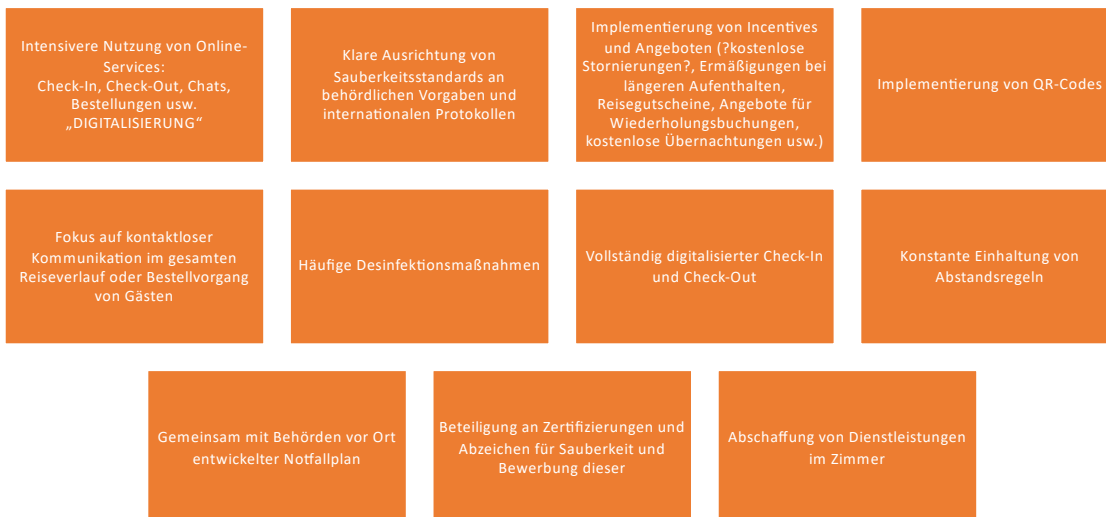 Intensivere Nutzung von Online-
Services:
Check-In, Check-Out, Chats,
Bestellungen usw.
„DIGITALISIERUNG“
Klare Ausrichtung von
Sauberkeitsstandards an
behördlichen Vorgaben und
internationalen Protokollen
Implementierung von Incentives
und Angeboten (?kostenlose
Stornierungen?, Ermäßigungen bei
längeren Aufenthalten,
Reisegutscheine, Angebote für
Wiederholungsbuchungen,
kostenlose Übernachtungen usw.)
Implementierung von QR-Codes
Fokus auf kontaktloser
Kommunikation im gesamten
Reiseverlauf oder Bestellvorgang
von Gästen
Häufige Desinfektionsmaßnahmen
Vollständig digitalisierter Check-In
und Check-Out
Konstante Einhaltung von
Abstandsregeln
Gemeinsam mit Behörden vor Ort
entwickelter Notfallplan
Beteiligung an Zertifizierungen und
Abzeichen für Sauberkeit und
Bewerbung dieser
Abschaffung von Dienstleistungen
im Zimmer